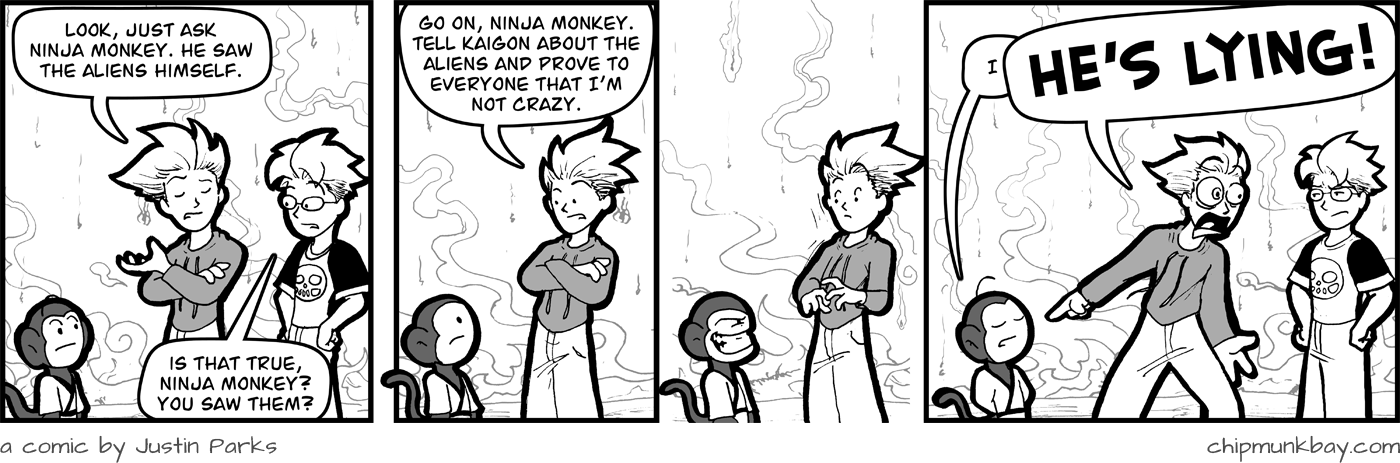 LOOK, JUST ASK
NINJA MONKEY. HE SAW
THE ALIENS HIMSELF.
IS THAT TRUE,
NINJA MONKEY?
YOU SAW THEM?
GO ON, NINJA MONKEY.
TELL KAIGON ABOUT THE
ALIENS AND PROVE TO
EVERYONE THAT I'M
NOT CRAZY.
I
HE'S LYING!
a comic by Justin Parks
chipmunkbay.com